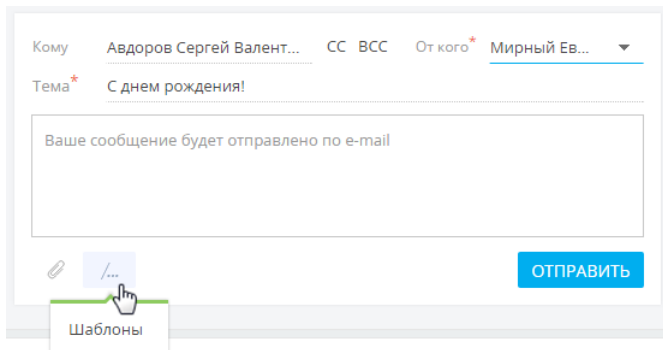 Кому Авдоров Сергей Валент... CC BCC От кого* Мирный Ев...
Тема* С днем рождения!
Ваше сообщение будет отправлено по e-mail
/... ОТПРАВИТЬ
Шаблоны